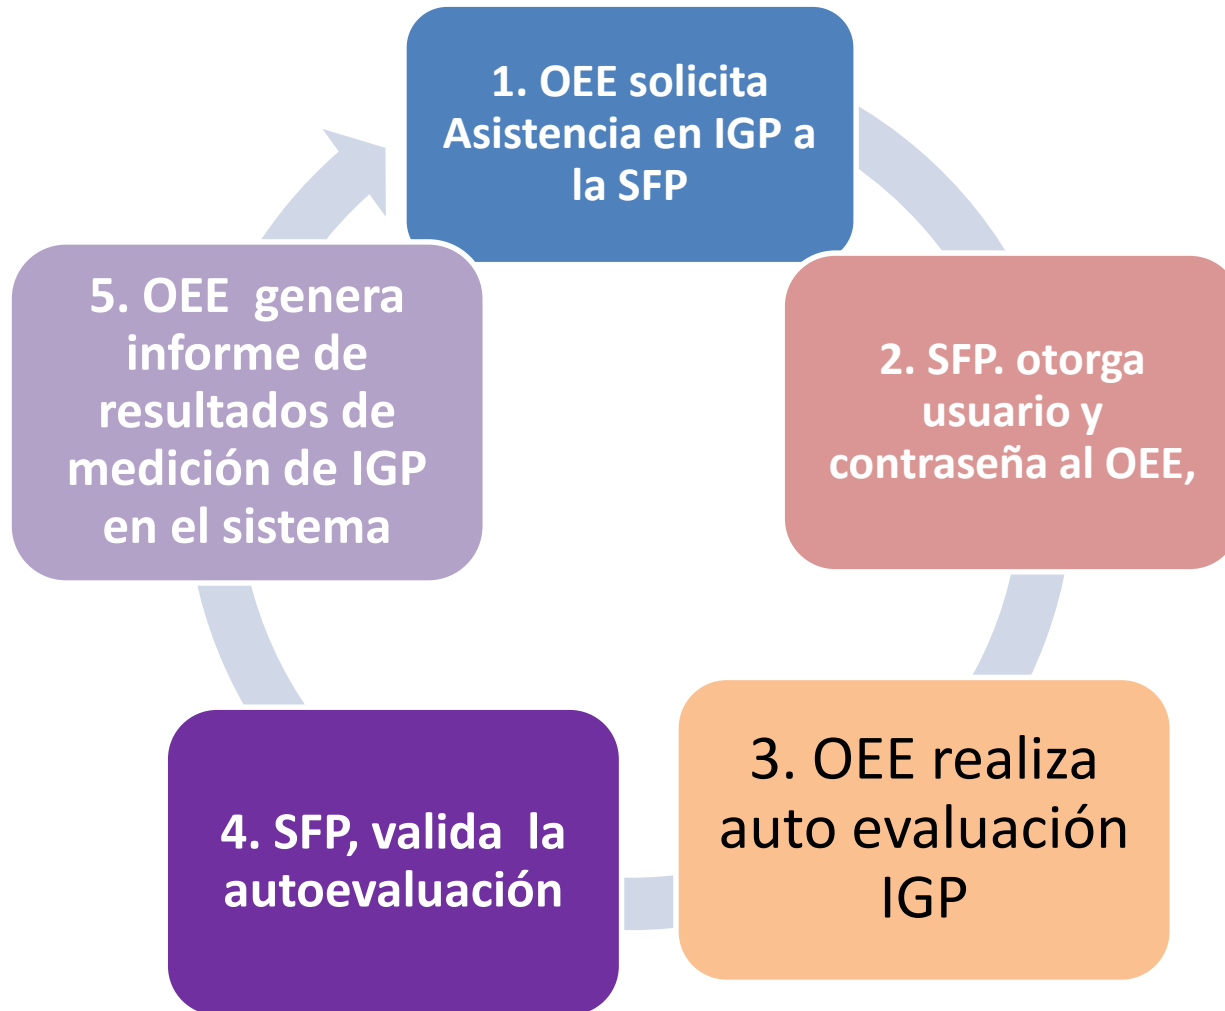 1. OEE solicita
Asistencia en IGP a
la SFP
2. SFP. otorga
usuario y
contraseña al OEE,
3. OEE realiza
auto evaluación
IGP
4. SFP, valida  la
autoevaluación
5. OEE  genera
informe de
resultados de
medición de IGP
en el sistema